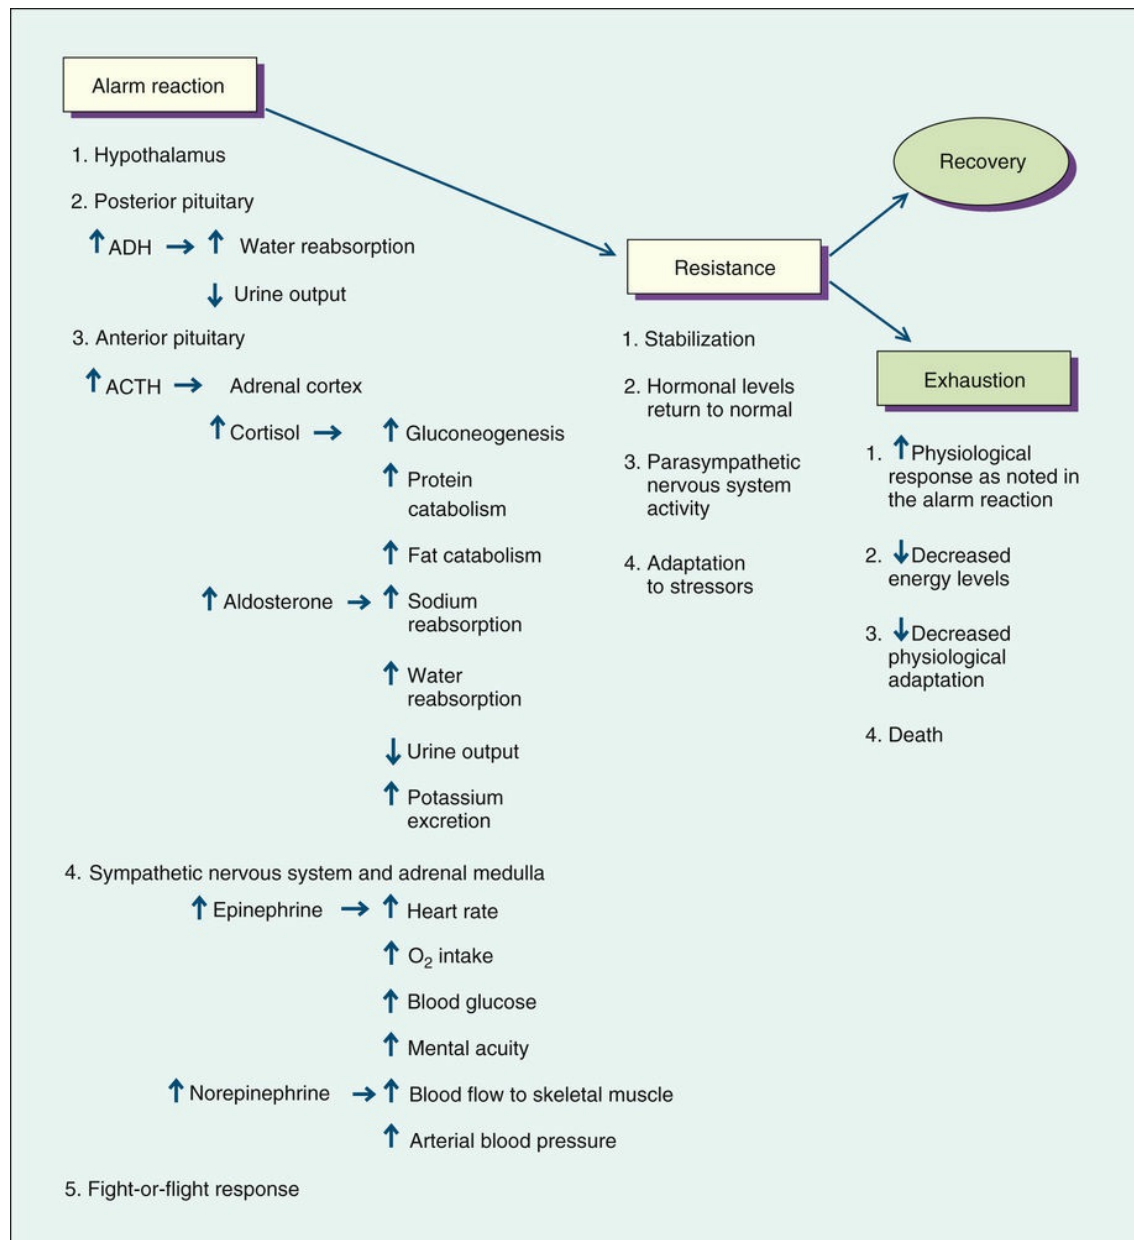 Alarm reaction
1. Hypothalamus
2. Posterior pituitary
↑ ADH → ↑ Water reabsorption
↓ Urine output
3. Anterior pituitary
↑ ACTH → Adrenal cortex
↑ Cortisol → ↑ Gluconeogenesis
↑ Protein
catabolism
↑ Fat catabolism
↑ Aldosterone → ↑ Sodium
reabsorption
↑ Water
reabsorption
↓ Urine output
↑ Potassium
excretion
4. Sympathetic nervous system and adrenal medulla
↑ Epinephrine → ↑ Heart rate
↑ O₂ intake
↑ Blood glucose
↑ Mental acuity
↑ Norepinephrine → ↑ Blood flow to skeletal muscle
↑ Arterial blood pressure
5. Fight-or-flight response
Resistance
1. Stabilization
2. Hormonal levels
return to normal
3. Parasympathetic
nervous system
activity
4. Adaptation
to stressors
Recovery
Exhaustion
1. ↑ Physiological
response as noted in
the alarm reaction
2. ↓ Decreased
energy levels
3. ↓ Decreased
physiological
adaptation
4. Death